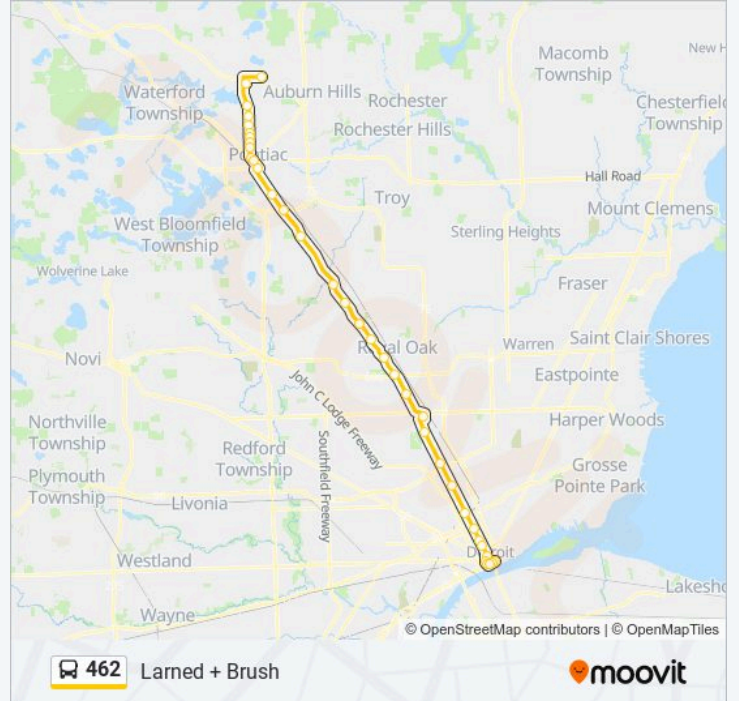 Macomb
Township
New H
Waterford
Township
Auburn Hills
Rochester
Chesterfield
Township
Rochester Hills
Pontiac
Hall Road
Troy
Mount Clemens
West Bloomfield
Township
Sterling Heights
Wolverine Lake
Fraser
Royal Oak
Warren
Saint Clair Shores
Novi
Eastpointe
John C Lodge Freeway
Harper Woods
Northville
Township
Southfield Freeway
Redford
Township
Grosse
Pointe Park
Plymouth
Township
Livonia
Detroit
Westland
Lakesho
Wayne
© OpenStreetMap contributors | © OpenMapTiles
462 Larned + Brush
moovit